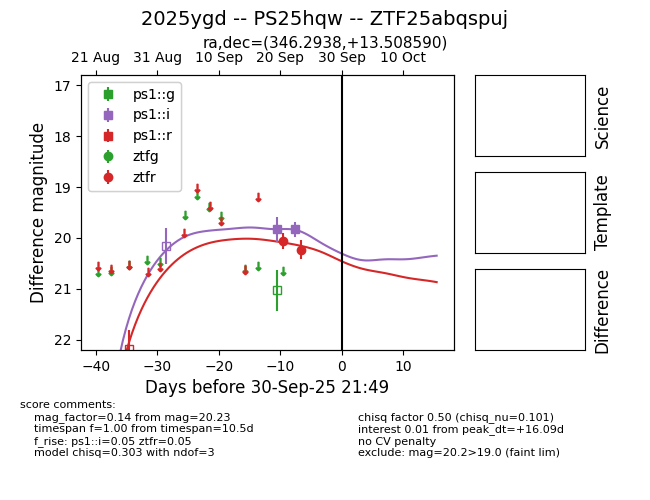 2025ygd -- PS25hqw -- ZTF25abqspuj
ra,dec=(346.2938,+13.508590)
21 Aug 31 Aug 10 Sep 20 Sep 30 Sep 10 Oct
17
18
19
20
21
22
Difference magnitude
ps1::g
ps1::i
ps1::r
ztfg
ztfr
−40 −30 −20 −10 0 10
Days before 30-Sep-25 21:49
Science
Template
Difference
score comments:
mag_factor=0.14 from mag=20.23
timespan f=1.00 from timespan=10.5d
f_rise: ps1::i=0.05 ztfr=0.05
model chisq=0.303 with ndof=3
chisq factor 0.50 (chisq_nu=0.101)
interest 0.01 from peak_dt=+16.09d
no CV penalty
exclude: mag=20.2>19.0 (faint lim)